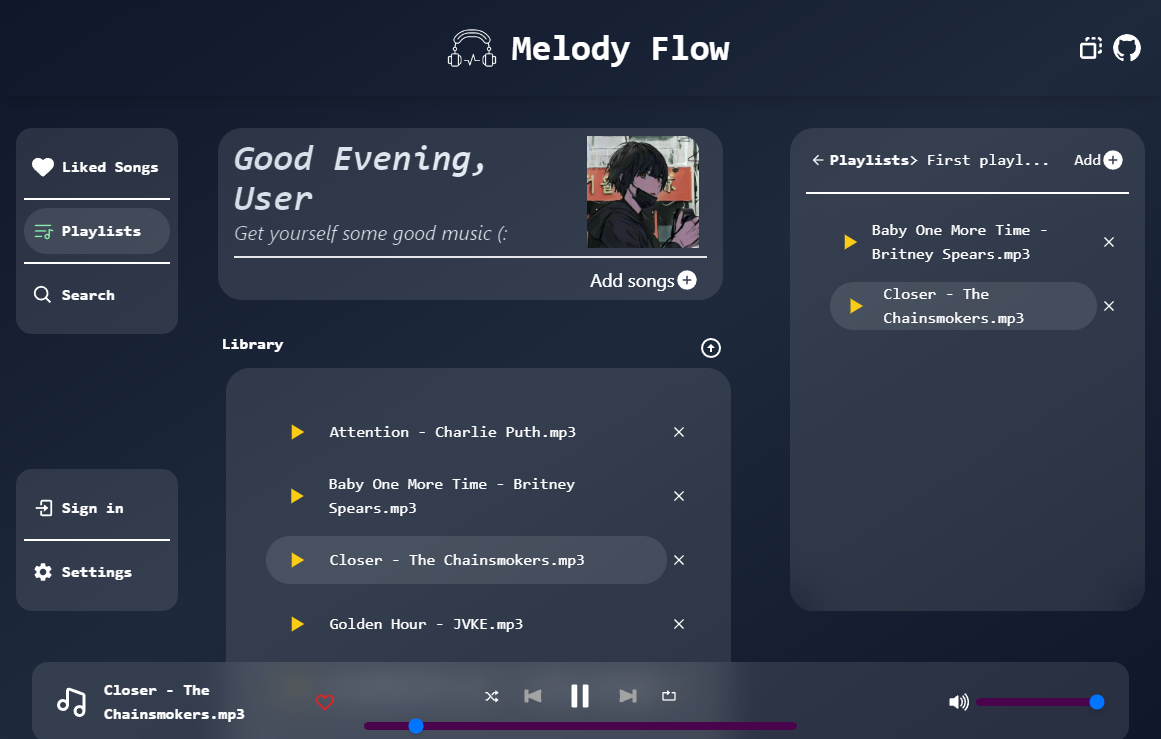 Melody Flow
Liked Songs
Playlists
Search
Sign in
Settings
Good Evening,
User
Get yourself some good music (:
Add songs
Library
Attention - Charlie Puth.mp3
Baby One More Time - Britney
Spears.mp3
Closer - The Chainsmokers.mp3
Golden Hour - JVKE.mp3
Playlists> First playl... Add
Baby One More Time -
Britney Spears.mp3
Closer - The
Chainsmokers.mp3
Closer - The
Chainsmokers.mp3